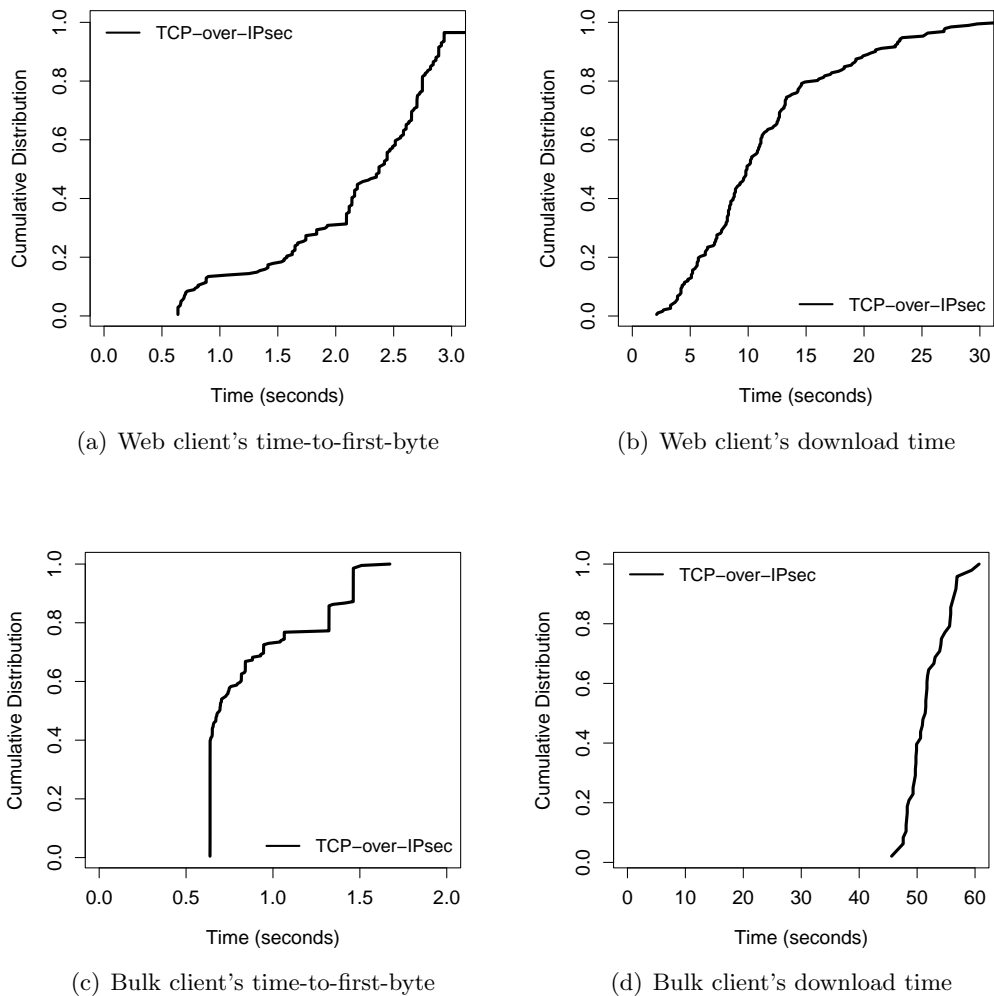 TCP−over−IPsec
Cumulative Distribution
0.0 0.2 0.4 0.6 0.8 1.0
0.0 0.5 1.0 1.5 2.0 2.5 3.0
Time (seconds)
(a) Web client's time-to-first-byte
TCP−over−IPsec
Cumulative Distribution
0.0 0.2 0.4 0.6 0.8 1.0
0 5 10 15 20 25 30
Time (seconds)
(b) Web client's download time
TCP−over−IPsec
Cumulative Distribution
0.0 0.2 0.4 0.6 0.8 1.0
0.0 0.5 1.0 1.5 2.0
Time (seconds)
(c) Bulk client's time-to-first-byte
TCP−over−IPsec
Cumulative Distribution
0.0 0.2 0.4 0.6 0.8 1.0
0 10 20 30 40 50 60
Time (seconds)
(d) Bulk client's download time